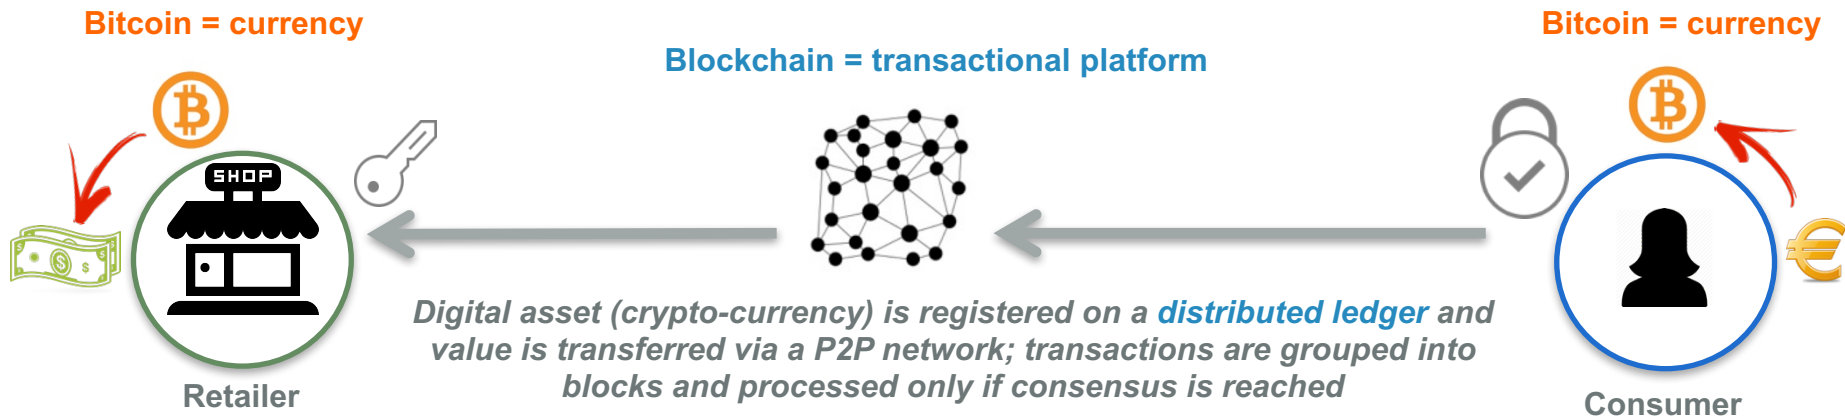 Bitcoin = currency
Bitcoin = currency
Blockchain = transactional platform
SHOP
Digital asset (crypto-currency) is registered on a distributed ledger and
value is transferred via a P2P network; transactions are grouped into
blocks and processed only if consensus is reached
Retailer
Consumer